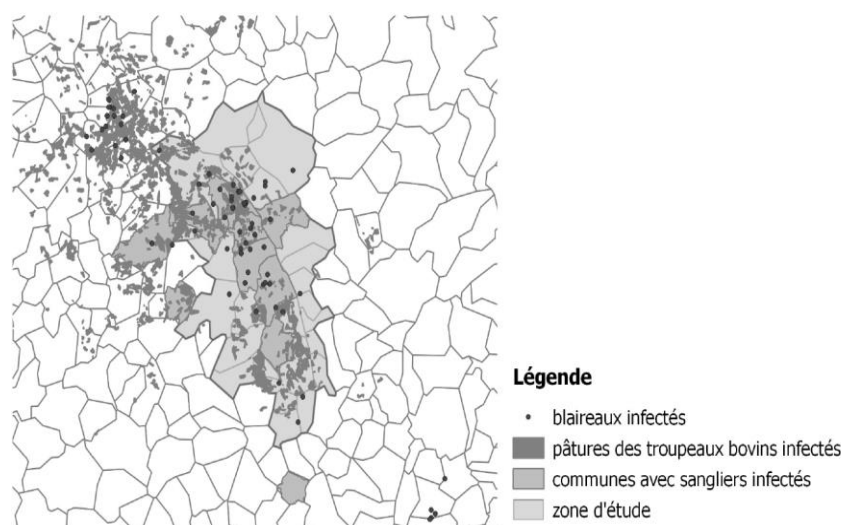 Légende
blaireaux infectés
pâtures des troupeaux bovins infectés
communes avec sangliers infectés
zone d'étude